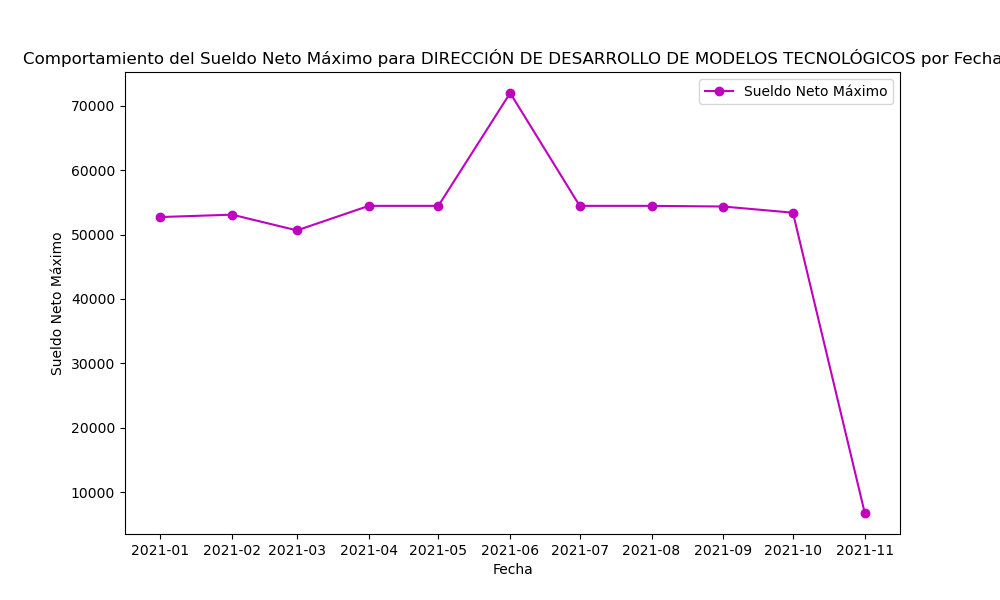 Comportamiento del Sueldo Neto Máximo para DIRECCIÓN DE DESARROLLO DE MODELOS TECNOLÓGICOS por Fecha
Sueldo Neto Máximo
70000
60000
50000
40000
30000
20000
10000
Sueldo Neto Máximo
2021-01 2021-02 2021-03 2021-04 2021-05 2021-06 2021-07 2021-08 2021-09 2021-10 2021-11
Fecha